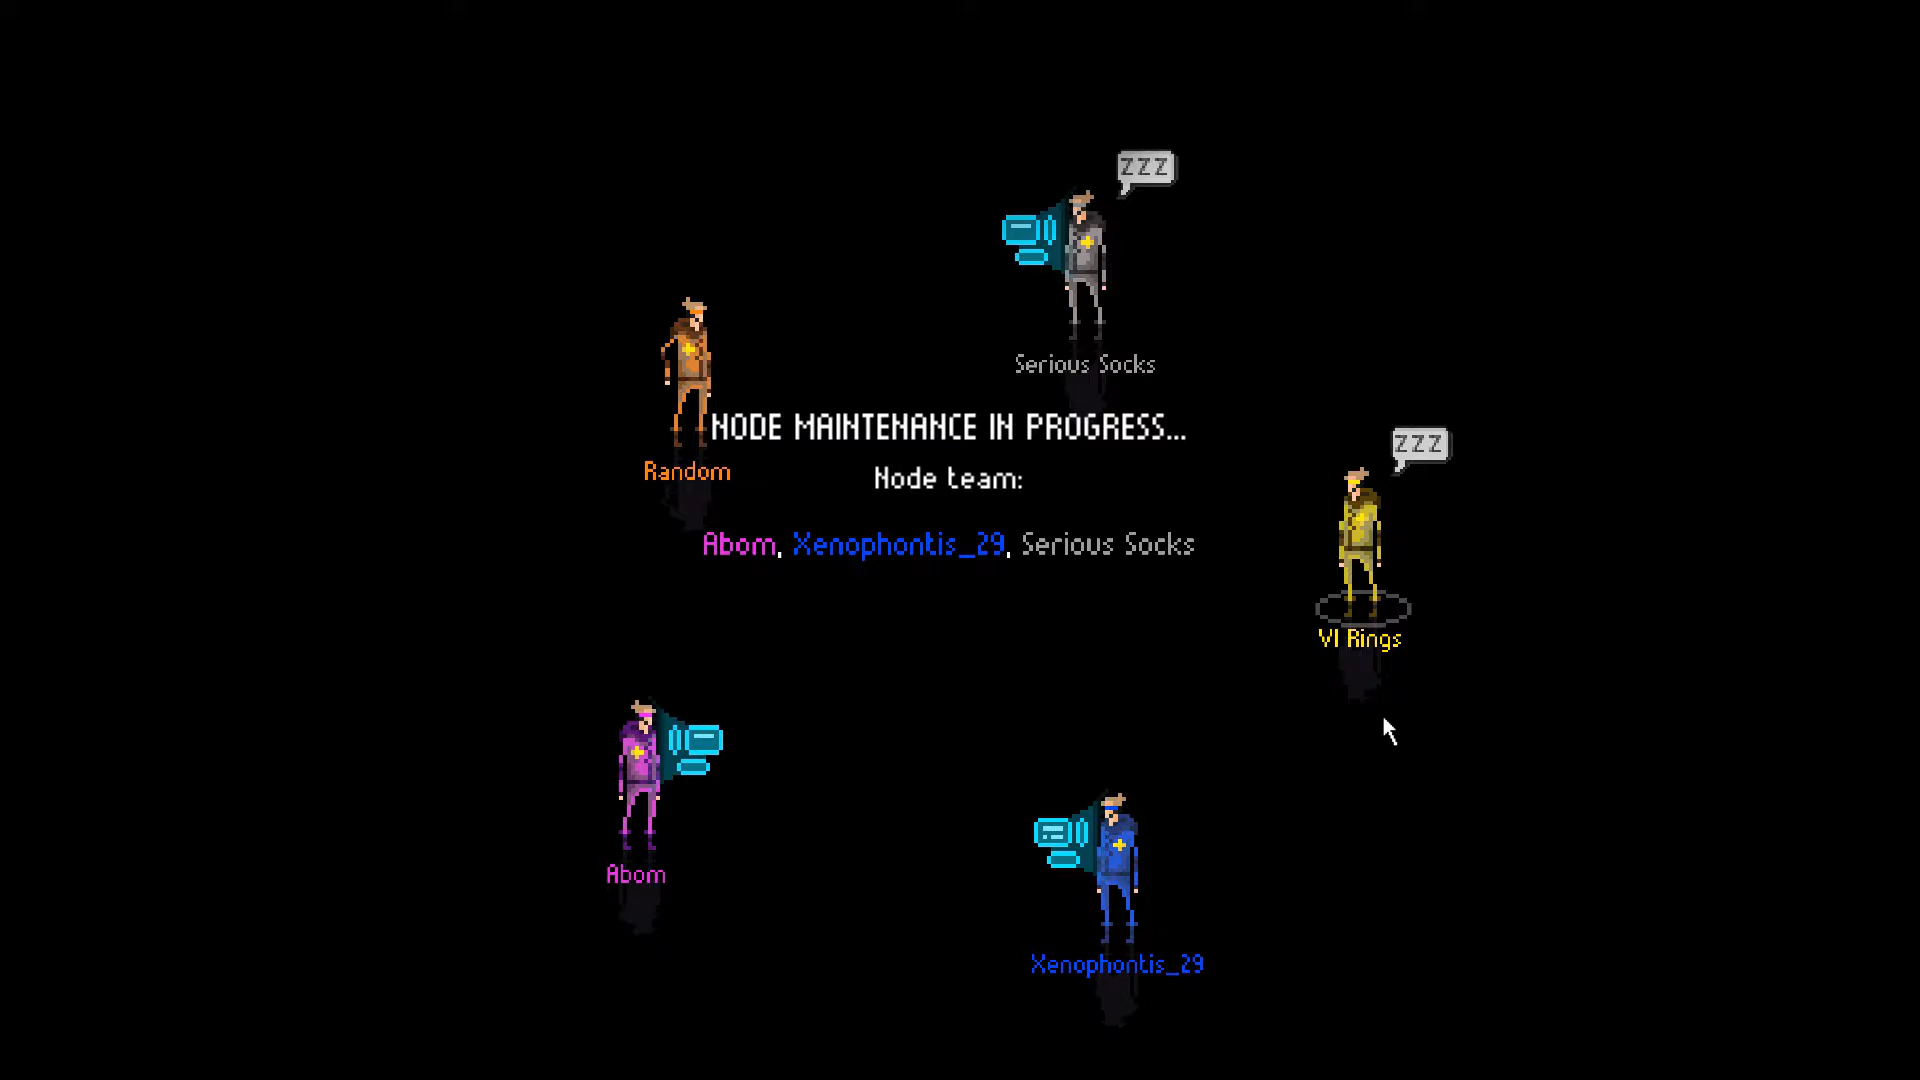 ZZZ
Serious Socks
NODE MAINTENANCE IN PROGRESS...
ZZZ
Random
Node team:
Abom, Xenophontis_29, Serious Socks
VI Rings
Abom
Xenophontis_29